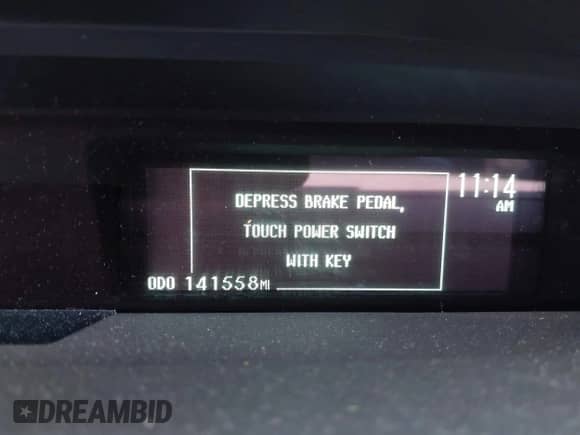 DEPRESS BRAKE PEDAL,
TOUCH POWER SWITCH
WITH KEY
11:14
AM
ODO 141558MI
DREAMBID